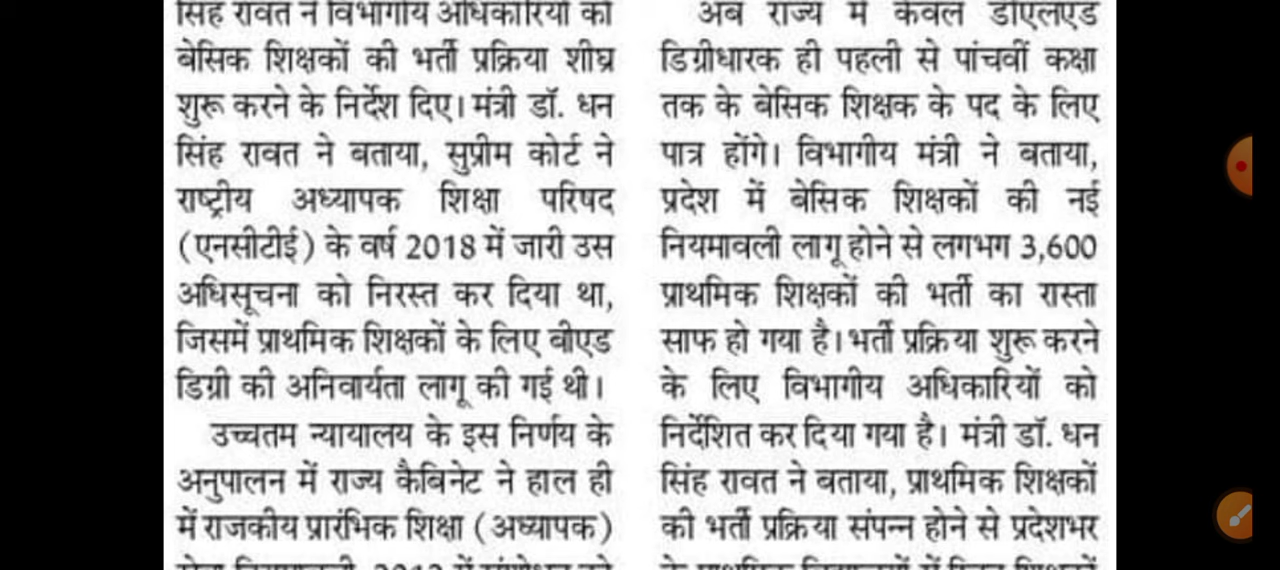 सिंह रावत ने विभागीय अधिकारियों को
बेसिक शिक्षकों की भर्ती प्रक्रिया शीघ्र
शुरू करने के निर्देश दिए। मंत्री डॉ. धन
सिंह रावत ने बताया, सुप्रीम कोर्ट ने
राष्ट्रीय अध्यापक शिक्षा परिषद
(एनसीटीई) के वर्ष 2018 में जारी उस
अधिसूचना को निरस्त कर दिया था,
जिसमें प्राथमिक शिक्षकों के लिए बीएड
डिग्री की अनिवार्यता लागू की गई थी।
उच्चतम न्यायालय के इस निर्णय के
अनुपालन में राज्य कैबिनेट ने हाल ही
में राजकीय प्रारंभिक शिक्षा (अध्यापक)
अब राज्य में केवल डीएलएड
डिग्रीधारक ही पहली से पांचवीं कक्षा
तक के बेसिक शिक्षक के पद के लिए
पात्र होंगे। विभागीय मंत्री ने बताया,
प्रदेश में बेसिक शिक्षकों की नई
नियमावली लागू होने से लगभग 3,600
प्राथमिक शिक्षकों की भर्ती का रास्ता
साफ हो गया है। भर्ती प्रक्रिया शुरू करने
के लिए विभागीय अधिकारियों को
निर्देशित कर दिया गया है। मंत्री डॉ. धन
सिंह रावत ने बताया, प्राथमिक शिक्षकों
की भर्ती प्रक्रिया संपन्न होने से प्रदेशभर